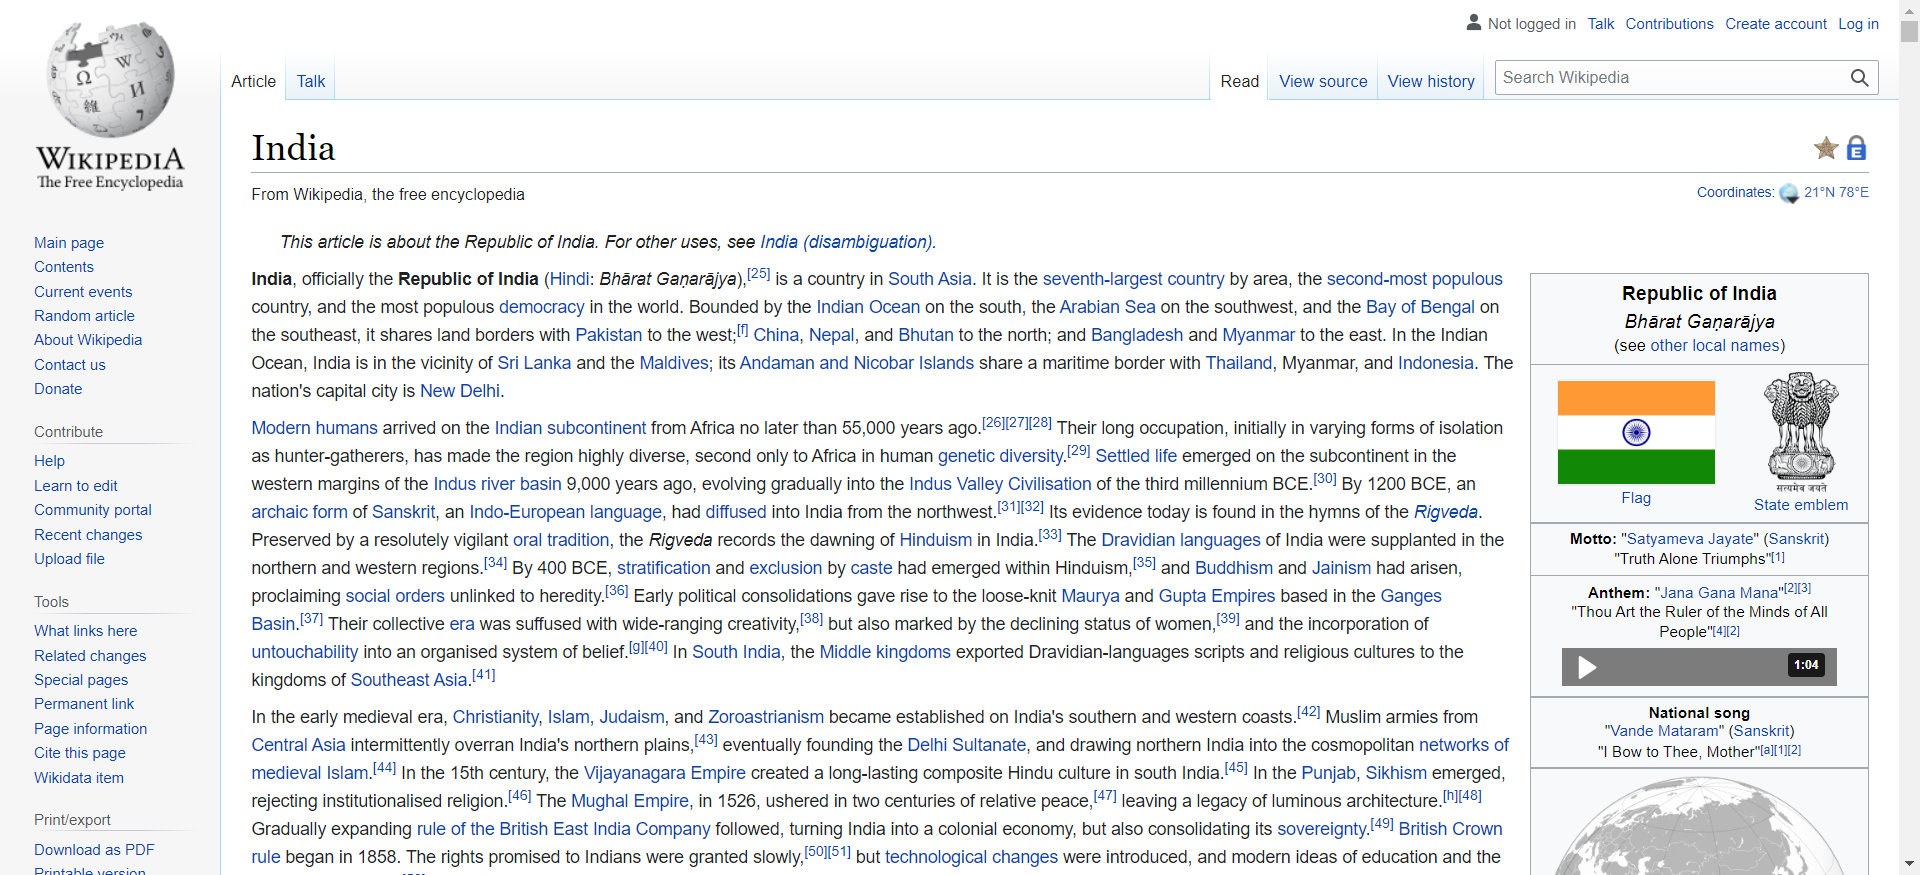 Not logged in Talk Contributions Create account Log in
Article Talk Read View source View history Search Wikipedia
WIKIPEDIA
The Free Encyclopedia
Main page
Contents
Current events
Random article
About Wikipedia
Contact us
Donate
Contribute
Help
Learn to edit
Community portal
Recent changes
Upload file
Tools
What links here
Related changes
Special pages
Permanent link
Page information
Cite this page
Wikidata item
Print/export
Download as PDF
Printable version
India
From Wikipedia, the free encyclopedia
Coordinates: 21°N 78°E
This article is about the Republic of India. For other uses, see India (disambiguation).
India, officially the Republic of India (Hindi: Bhārat Gaṇarājya),[25] is a country in South Asia. It is the seventh-largest country by area, the second-most populous
country, and the most populous democracy in the world. Bounded by the Indian Ocean on the south, the Arabian Sea on the southwest, and the Bay of Bengal on
the southeast, it shares land borders with Pakistan to the west;[f] China, Nepal, and Bhutan to the north; and Bangladesh and Myanmar to the east. In the Indian
Ocean, India is in the vicinity of Sri Lanka and the Maldives; its Andaman and Nicobar Islands share a maritime border with Thailand, Myanmar, and Indonesia. The
nation's capital city is New Delhi.
Modern humans arrived on the Indian subcontinent from Africa no later than 55,000 years ago.[26][27][28] Their long occupation, initially in varying forms of isolation
as hunter-gatherers, has made the region highly diverse, second only to Africa in human genetic diversity.[29] Settled life emerged on the subcontinent in the
western margins of the Indus river basin 9,000 years ago, evolving gradually into the Indus Valley Civilisation of the third millennium BCE.[30] By 1200 BCE, an
archaic form of Sanskrit, an Indo-European language, had diffused into India from the northwest.[31][32] Its evidence today is found in the hymns of the Rigveda.
Preserved by a resolutely vigilant oral tradition, the Rigveda records the dawning of Hinduism in India.[33] The Dravidian languages of India were supplanted in the
northern and western regions.[34] By 400 BCE, stratification and exclusion by caste had emerged within Hinduism,[35] and Buddhism and Jainism had arisen,
proclaiming social orders unlinked to heredity.[36] Early political consolidations gave rise to the loose-knit Maurya and Gupta Empires based in the Ganges
Basin.[37] Their collective era was suffused with wide-ranging creativity,[38] but also marked by the declining status of women,[39] and the incorporation of
untouchability into an organised system of belief.[g][40] In South India, the Middle kingdoms exported Dravidian-languages scripts and religious cultures to the
kingdoms of Southeast Asia.[41]
In the early medieval era, Christianity, Islam, Judaism, and Zoroastrianism became established on India's southern and western coasts.[42] Muslim armies from
Central Asia intermittently overran India's northern plains,[43] eventually founding the Delhi Sultanate, and drawing northern India into the cosmopolitan networks of
medieval Islam.[44] In the 15th century, the Vijayanagara Empire created a long-lasting composite Hindu culture in south India.[45] In the Punjab, Sikhism emerged,
rejecting institutionalised religion.[46] The Mughal Empire, in 1526, ushered in two centuries of relative peace,[47] leaving a legacy of luminous architecture.[h][48]
Gradually expanding rule of the British East India Company followed, turning India into a colonial economy, but also consolidating its sovereignty.[49] British Crown
rule began in 1858. The rights promised to Indians were granted slowly,[50][51] but technological changes were introduced, and modern ideas of education and the
Republic of India
Bhārat Gaṇarājya
(see other local names)
सत्यमेव जयते
Flag
State emblem
Motto: "Satyameva Jayate" (Sanskrit)
"Truth Alone Triumphs"[1]
Anthem: "Jana Gana Mana"[2][3]
"Thou Art the Ruler of the Minds of All
People"[4][2]
1:04
National song
"Vande Mataram" (Sanskrit)
"I Bow to Thee, Mother"[a][1][2]